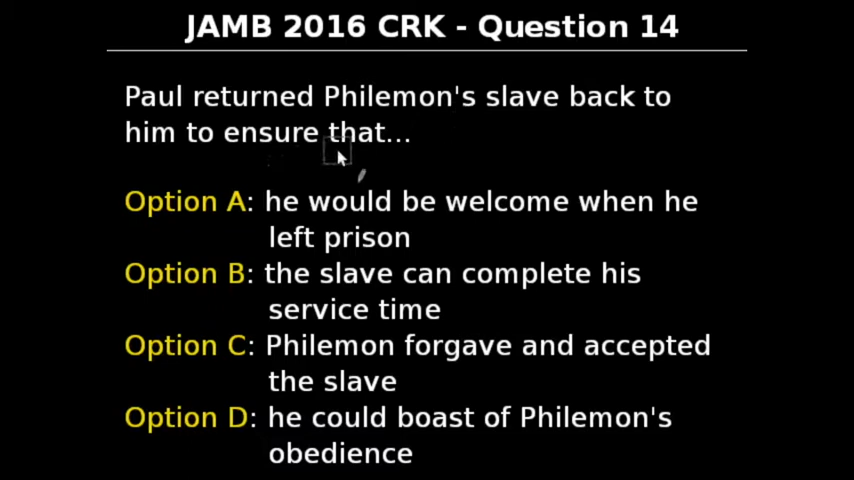 JAMB 2016 CRK - Question 14
Paul returned Philemon's slave back to
him to ensure that...
Option A: he would be welcome when he
left prison
Option B: the slave can complete his
service time
Option C: Philemon forgave and accepted
the slave
Option D: he could boast of Philemon's
obedience